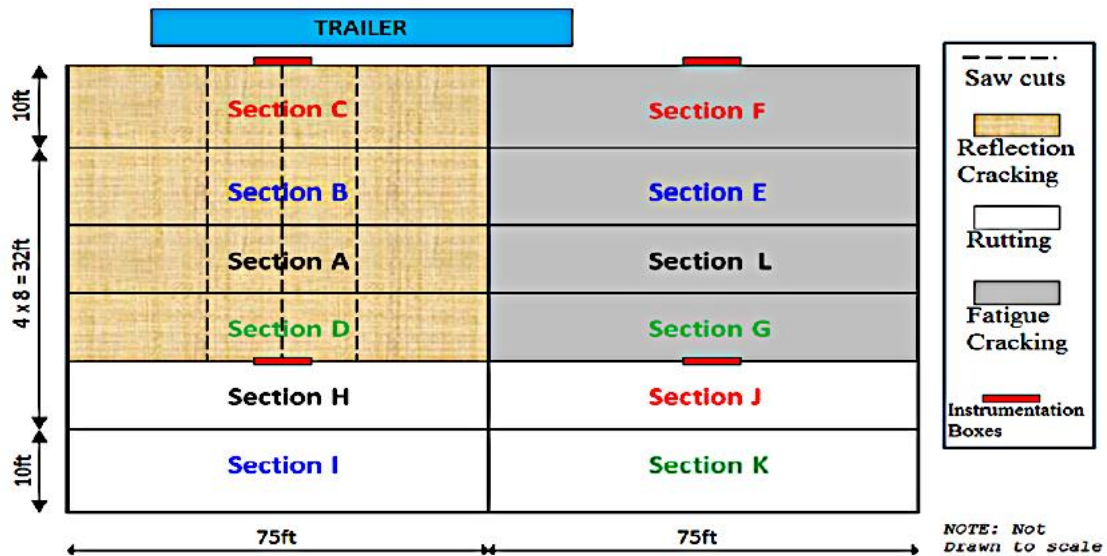 TRAILER
10ft
4 x 8 = 32ft
10ft
Section C
Section F
Section B
Section E
Section A
Section L
Section D
Section G
Section H
Section J
Section I
Section K
75ft
75ft
Saw cuts
Reflection
Cracking
Rutting
Fatigue
Cracking
Instrumentation
Boxes
NOTE: Not
Drawn to scale